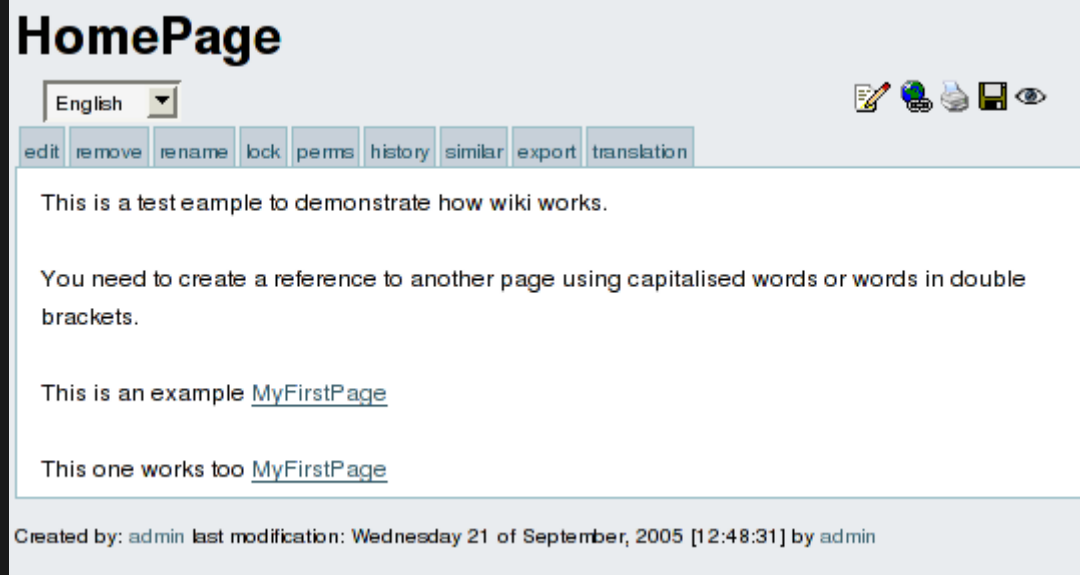 HomePage
English
edit remove rename lock perms history similar export translation
This is a test eample to demonstrate how wiki works.
You need to create a reference to another page using capitalised words or words in double
brackets.
This is an example MyFirstPage
This one works too MyFirstPage
Created by: admin last modification: Wednesday 21 of September, 2005 [12:48:31] by admin